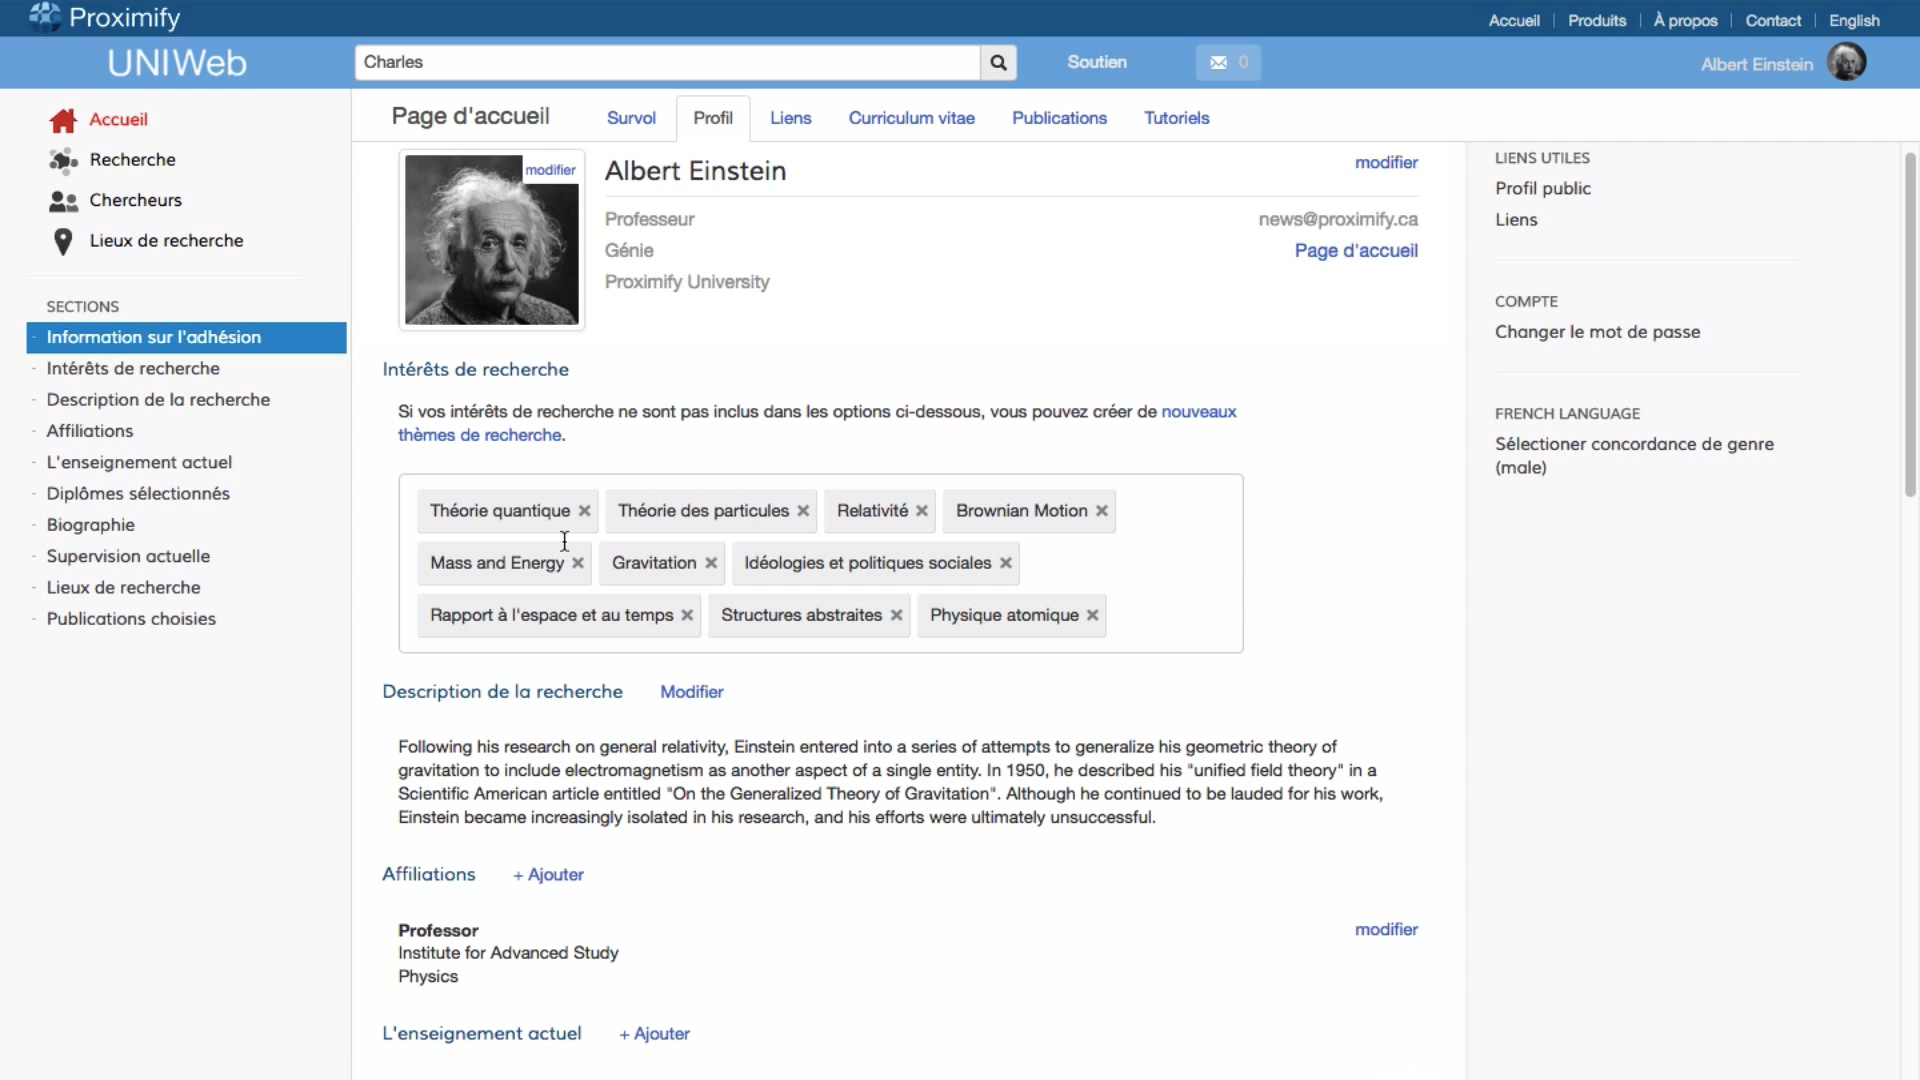 Proximify
Accueil
Produits
À propos
Contact
English
UNIWeb
Charles
Soutien
0
Albert Einstein
Accueil
Recherche
Chercheurs
Lieux de recherche
SECTIONS
- Information sur l'adhésion
- Intérêts de recherche
- Description de la recherche
- Affiliations
- L'enseignement actuel
- Diplômes sélectionnés
- Biographie
- Supervision actuelle
- Lieux de recherche
- Publications choisies
Page d'accueil
Survol
Profil
Liens
Curriculum vitae
Publications
Tutoriels
modifier
Albert Einstein
modifier
Professeur
news@proximify.ca
Génie
Page d'accueil
Proximify University
Intérêts de recherche
Si vos intérêts de recherche ne sont pas inclus dans les options ci-dessous, vous pouvez créer de nouveaux
thèmes de recherche.
Théorie quantique
Théorie des particules
Relativité
Brownian Motion
Mass and Energy
Gravitation
Idéologies et politiques sociales
Rapport à l'espace et au temps
Structures abstraites
Physique atomique
Description de la recherche
Modifier
Following his research on general relativity, Einstein entered into a series of attempts to generalize his geometric theory of
gravitation to include electromagnetism as another aspect of a single entity. In 1950, he described his "unified field theory" in a
Scientific American article entitled "On the Generalized Theory of Gravitation". Although he continued to be lauded for his work,
Einstein became increasingly isolated in his research, and his efforts were ultimately unsuccessful.
Affiliations
+ Ajouter
Professor
modifier
Institute for Advanced Study
Physics
L'enseignement actuel
+ Ajouter
LIENS UTILES
Profil public
Liens
COMPTE
Changer le mot de passe
FRENCH LANGUAGE
Sélectioner concordance de genre
(male)